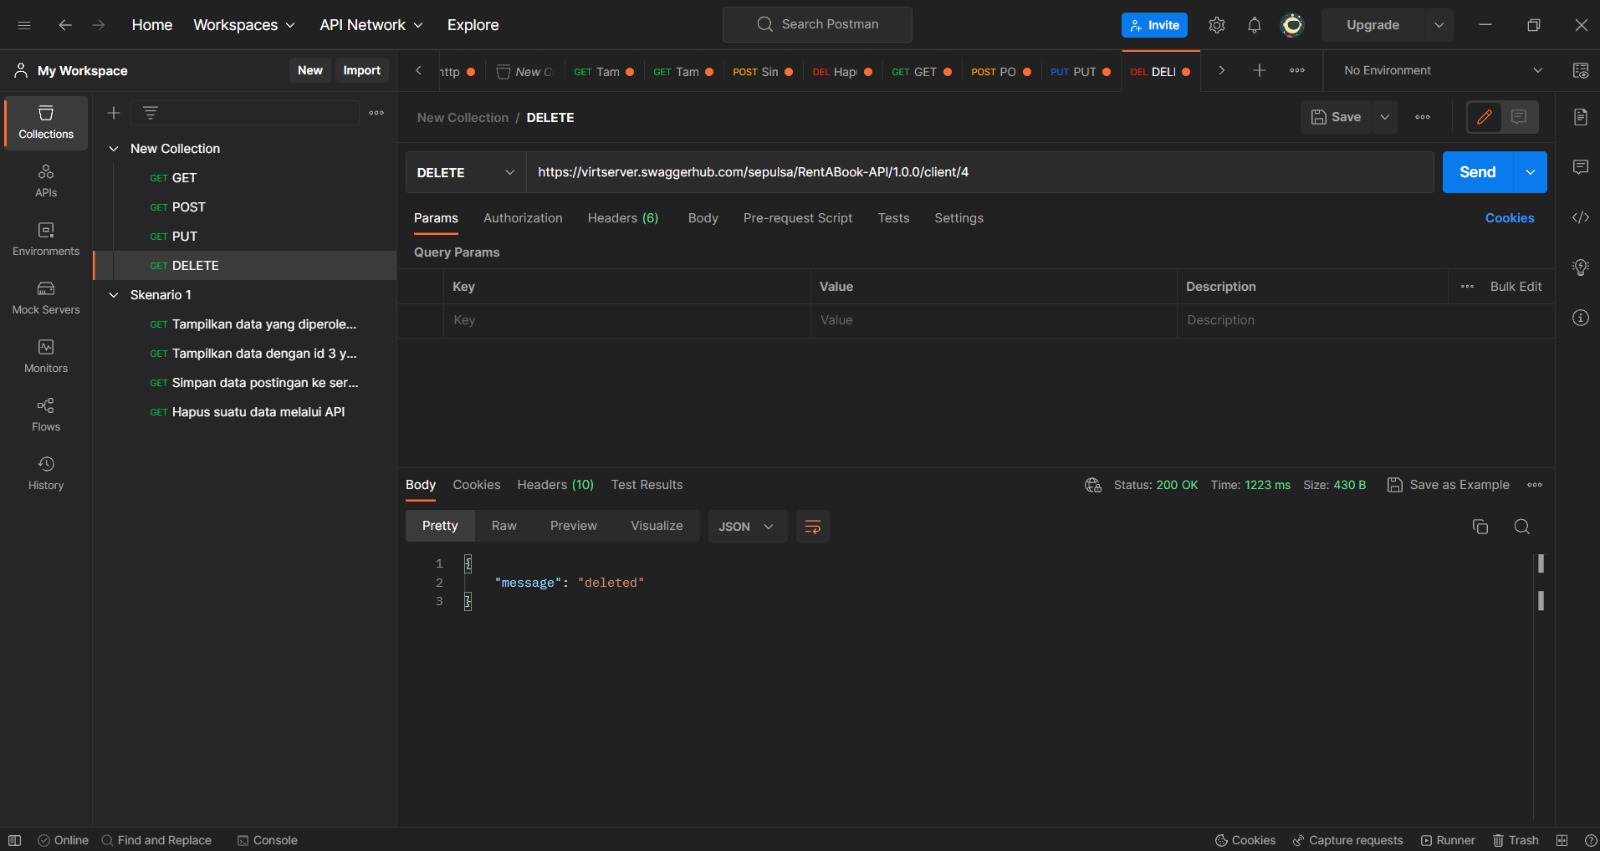 Home Workspaces API Network Explore Search Postman Invite Upgrade
My Workspace New Import
http New C GET Tam GET Tam POST Sin DEL Hap GET GET POST PO PUT PUT DEL DELI No Environment
Collections
APIs
Environments
Mock Servers
Monitors
Flows
History
New Collection
GET GET
GET POST
GET PUT
GET DELETE
Skenario 1
GET Tampilkan data yang diperole...
GET Tampilkan data dengan id 3 y...
GET Simpan data postingan ke ser...
GET Hapus suatu data melalui API
New Collection / DELETE Save
DELETE https://virtserver.swaggerhub.com/sepulsa/RentABook-API/1.0.0/client/4 Send
Params Authorization Headers (6) Body Pre-request Script Tests Settings Cookies
Query Params
Key Value Description Bulk Edit
Key Value Description
Body Cookies Headers (10) Test Results Status: 200 OK Time: 1223 ms Size: 430 B Save as Example
Pretty Raw Preview Visualize JSON
1 {
2 "message": "deleted"
3 }
Online Find and Replace Console Cookies Capture requests Runner Trash